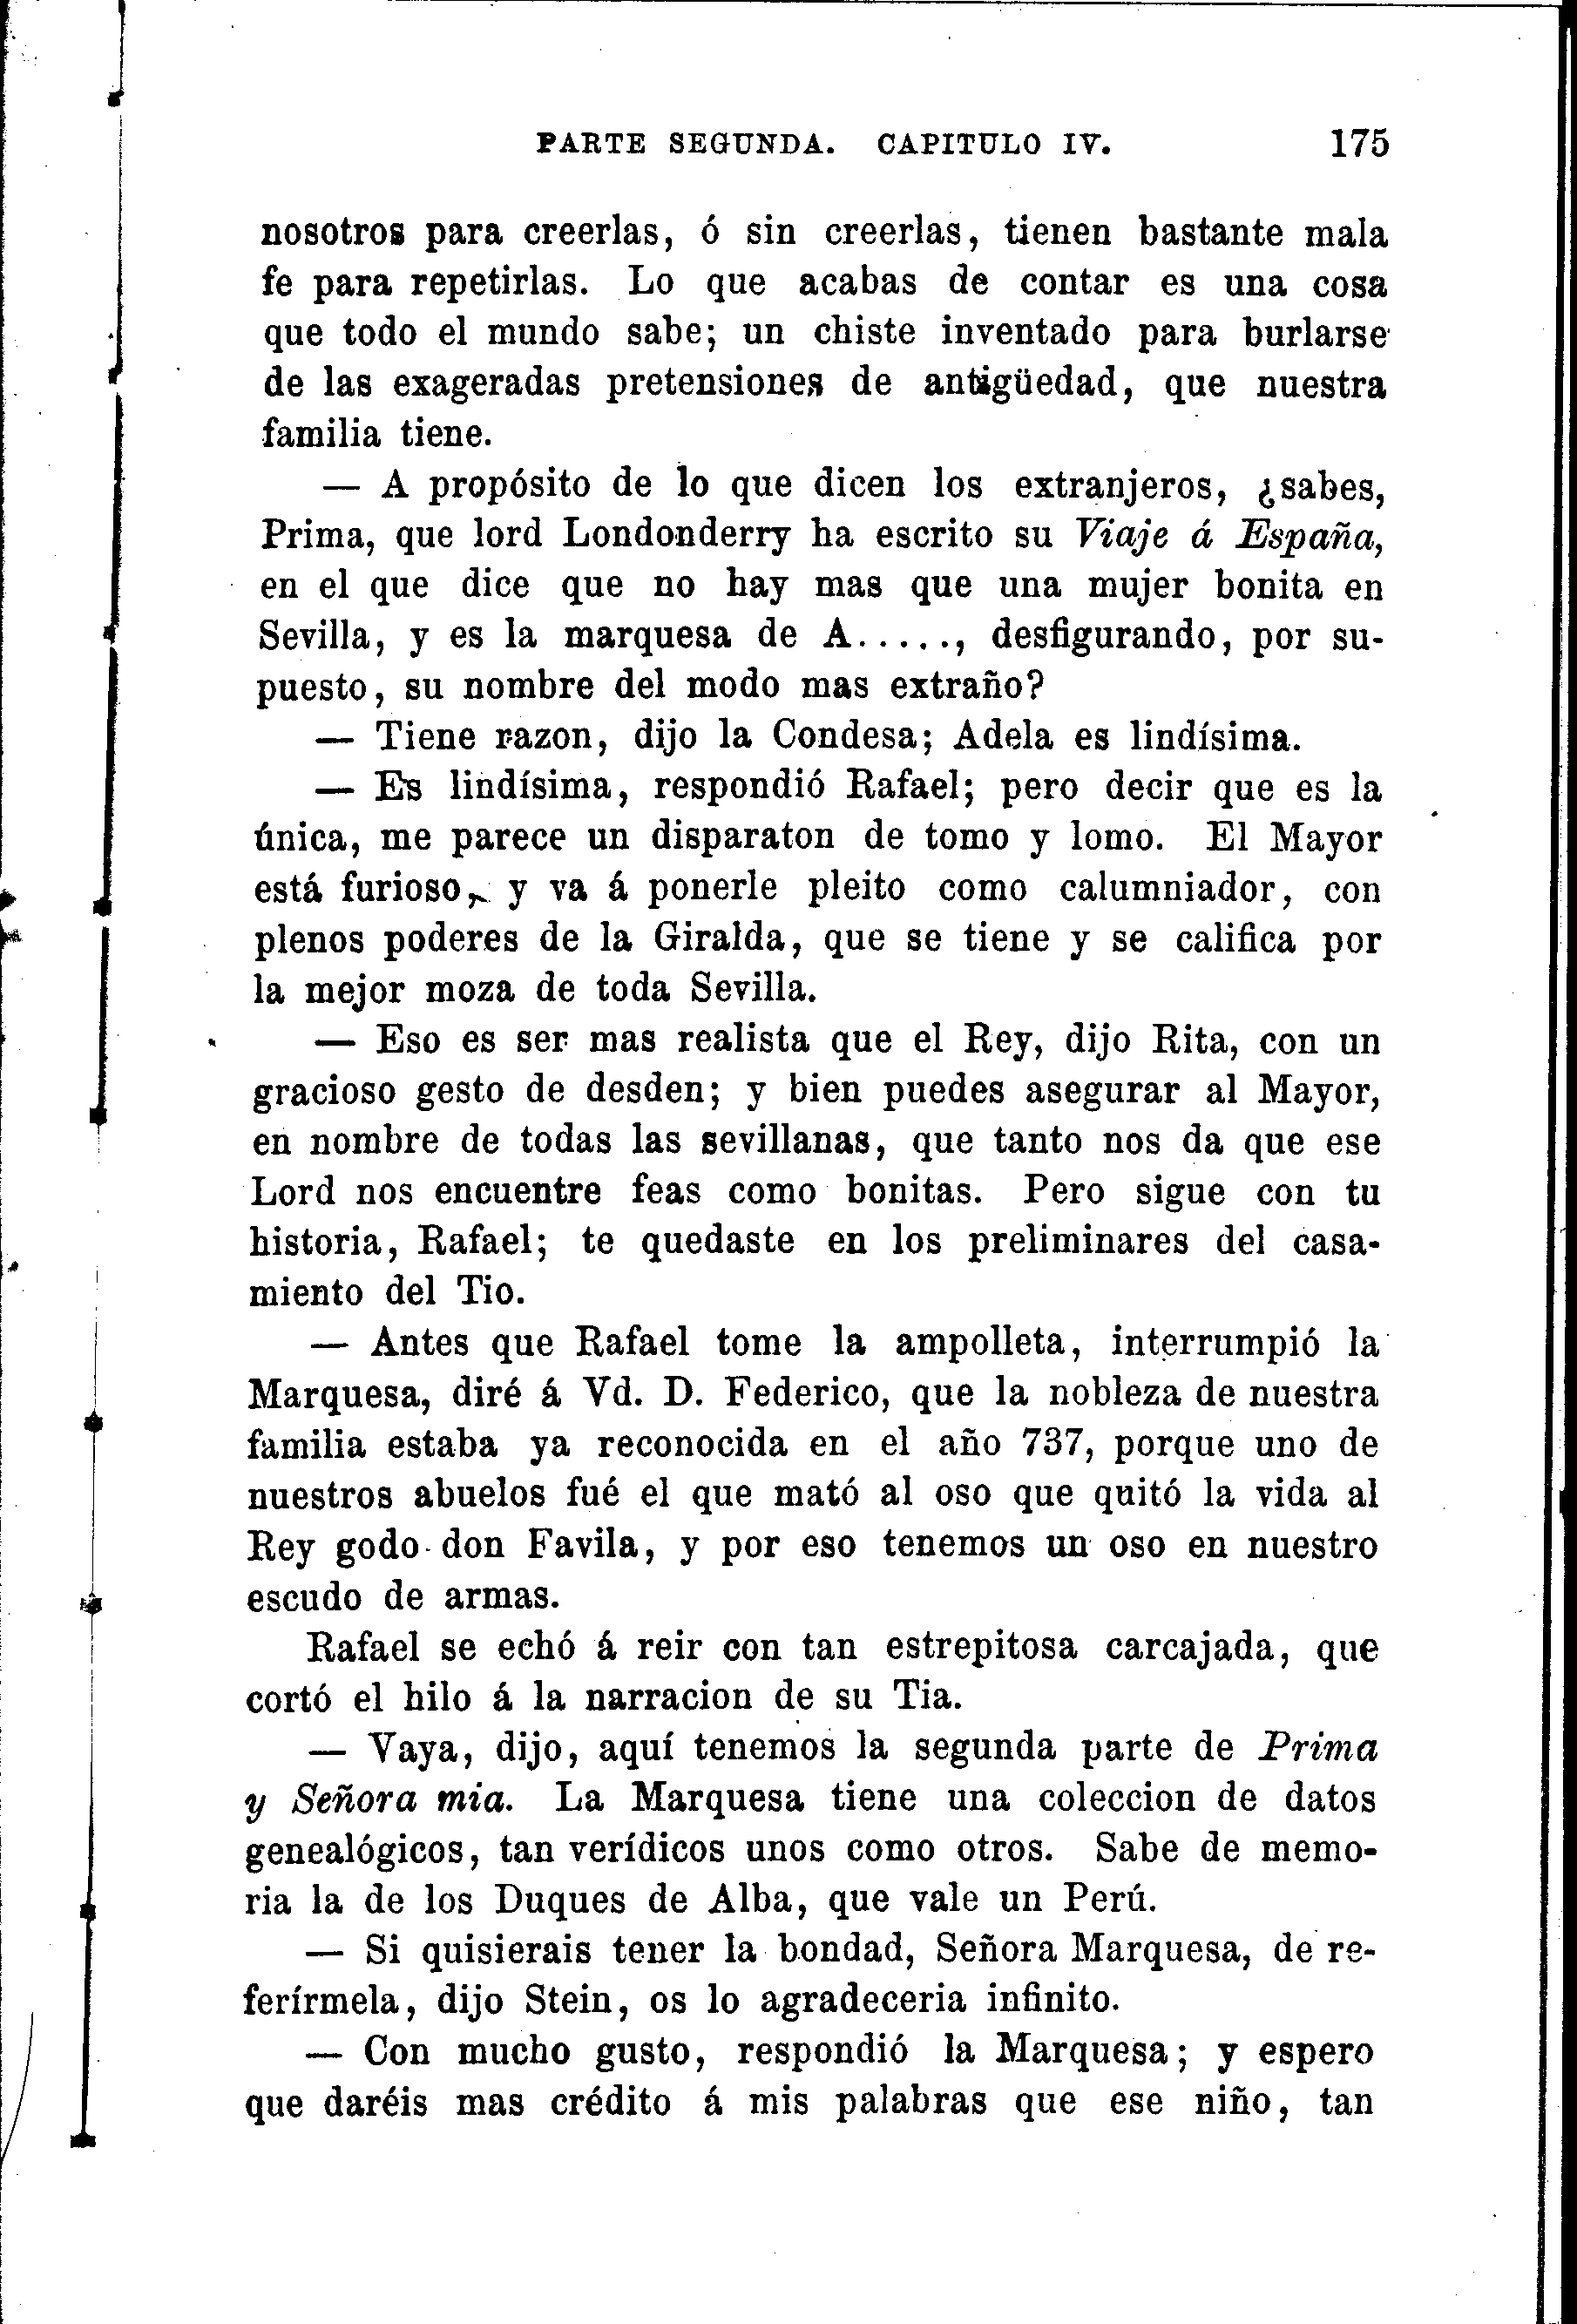 PARTE SEGUNDA. CAPITULO IV. 175
nosotros para creerlas, ó sin creerlas, tienen bastante mala
fe para repetirlas. Lo que acabas de contar es una cosa
que todo el mundo sabe; un chiste inventado para burlarse
de las exageradas pretensiones de antigüedad, que nuestra
familia tiene.
— A propósito de lo que dicen los extranjeros, ¿sabes,
Prima, que lord Londonderry ha escrito su Viaje á España,
en el que dice que no hay mas que una mujer bonita en
Sevilla, y es la marquesa de A....., desfigurando, por su-
puesto, su nombre del modo mas extraño?
— Tiene razon, dijo la Condesa; Adela es lindísima.
— Es lindísima, respondió Rafael; pero decir que es la
única, me parece un disparaton de tomo y lomo. El Mayor
está furioso, y va á ponerle pleito como calumniador, con
plenos poderes de la Giralda, que se tiene y se califica por
la mejor moza de toda Sevilla.
— Eso es ser mas realista que el Rey, dijo Rita, con un
gracioso gesto de desden; y bien puedes asegurar al Mayor,
en nombre de todas las sevillanas, que tanto nos da que ese
Lord nos encuentre feas como bonitas. Pero sigue con tu
historia, Rafael; te quedaste en los preliminares del casa-
miento del Tio.
— Antes que Rafael tome la ampolleta, interrumpió la
Marquesa, diré á Vd. D. Federico, que la nobleza de nuestra
familia estaba ya reconocida en el año 737, porque uno de
nuestros abuelos fué el que mató al oso que quitó la vida al
Rey godo don Favila, y por eso tenemos un oso en nuestro
escudo de armas.
Rafael se echó á reir con tan estrepitosa carcajada, que
cortó el hilo á la narracion de su Tia.
— Vaya, dijo, aquí tenemos la segunda parte de Prima
y Señora mia. La Marquesa tiene una coleccion de datos
genealógicos, tan verídicos unos como otros. Sabe de memo-
ria la de los Duques de Alba, que vale un Perú.
— Si quisierais tener la bondad, Señora Marquesa, de re-
ferírmela, dijo Stein, os lo agradeceria infinito.
— Con mucho gusto, respondió la Marquesa; y espero
que daréis mas crédito á mis palabras que ese niño, tan